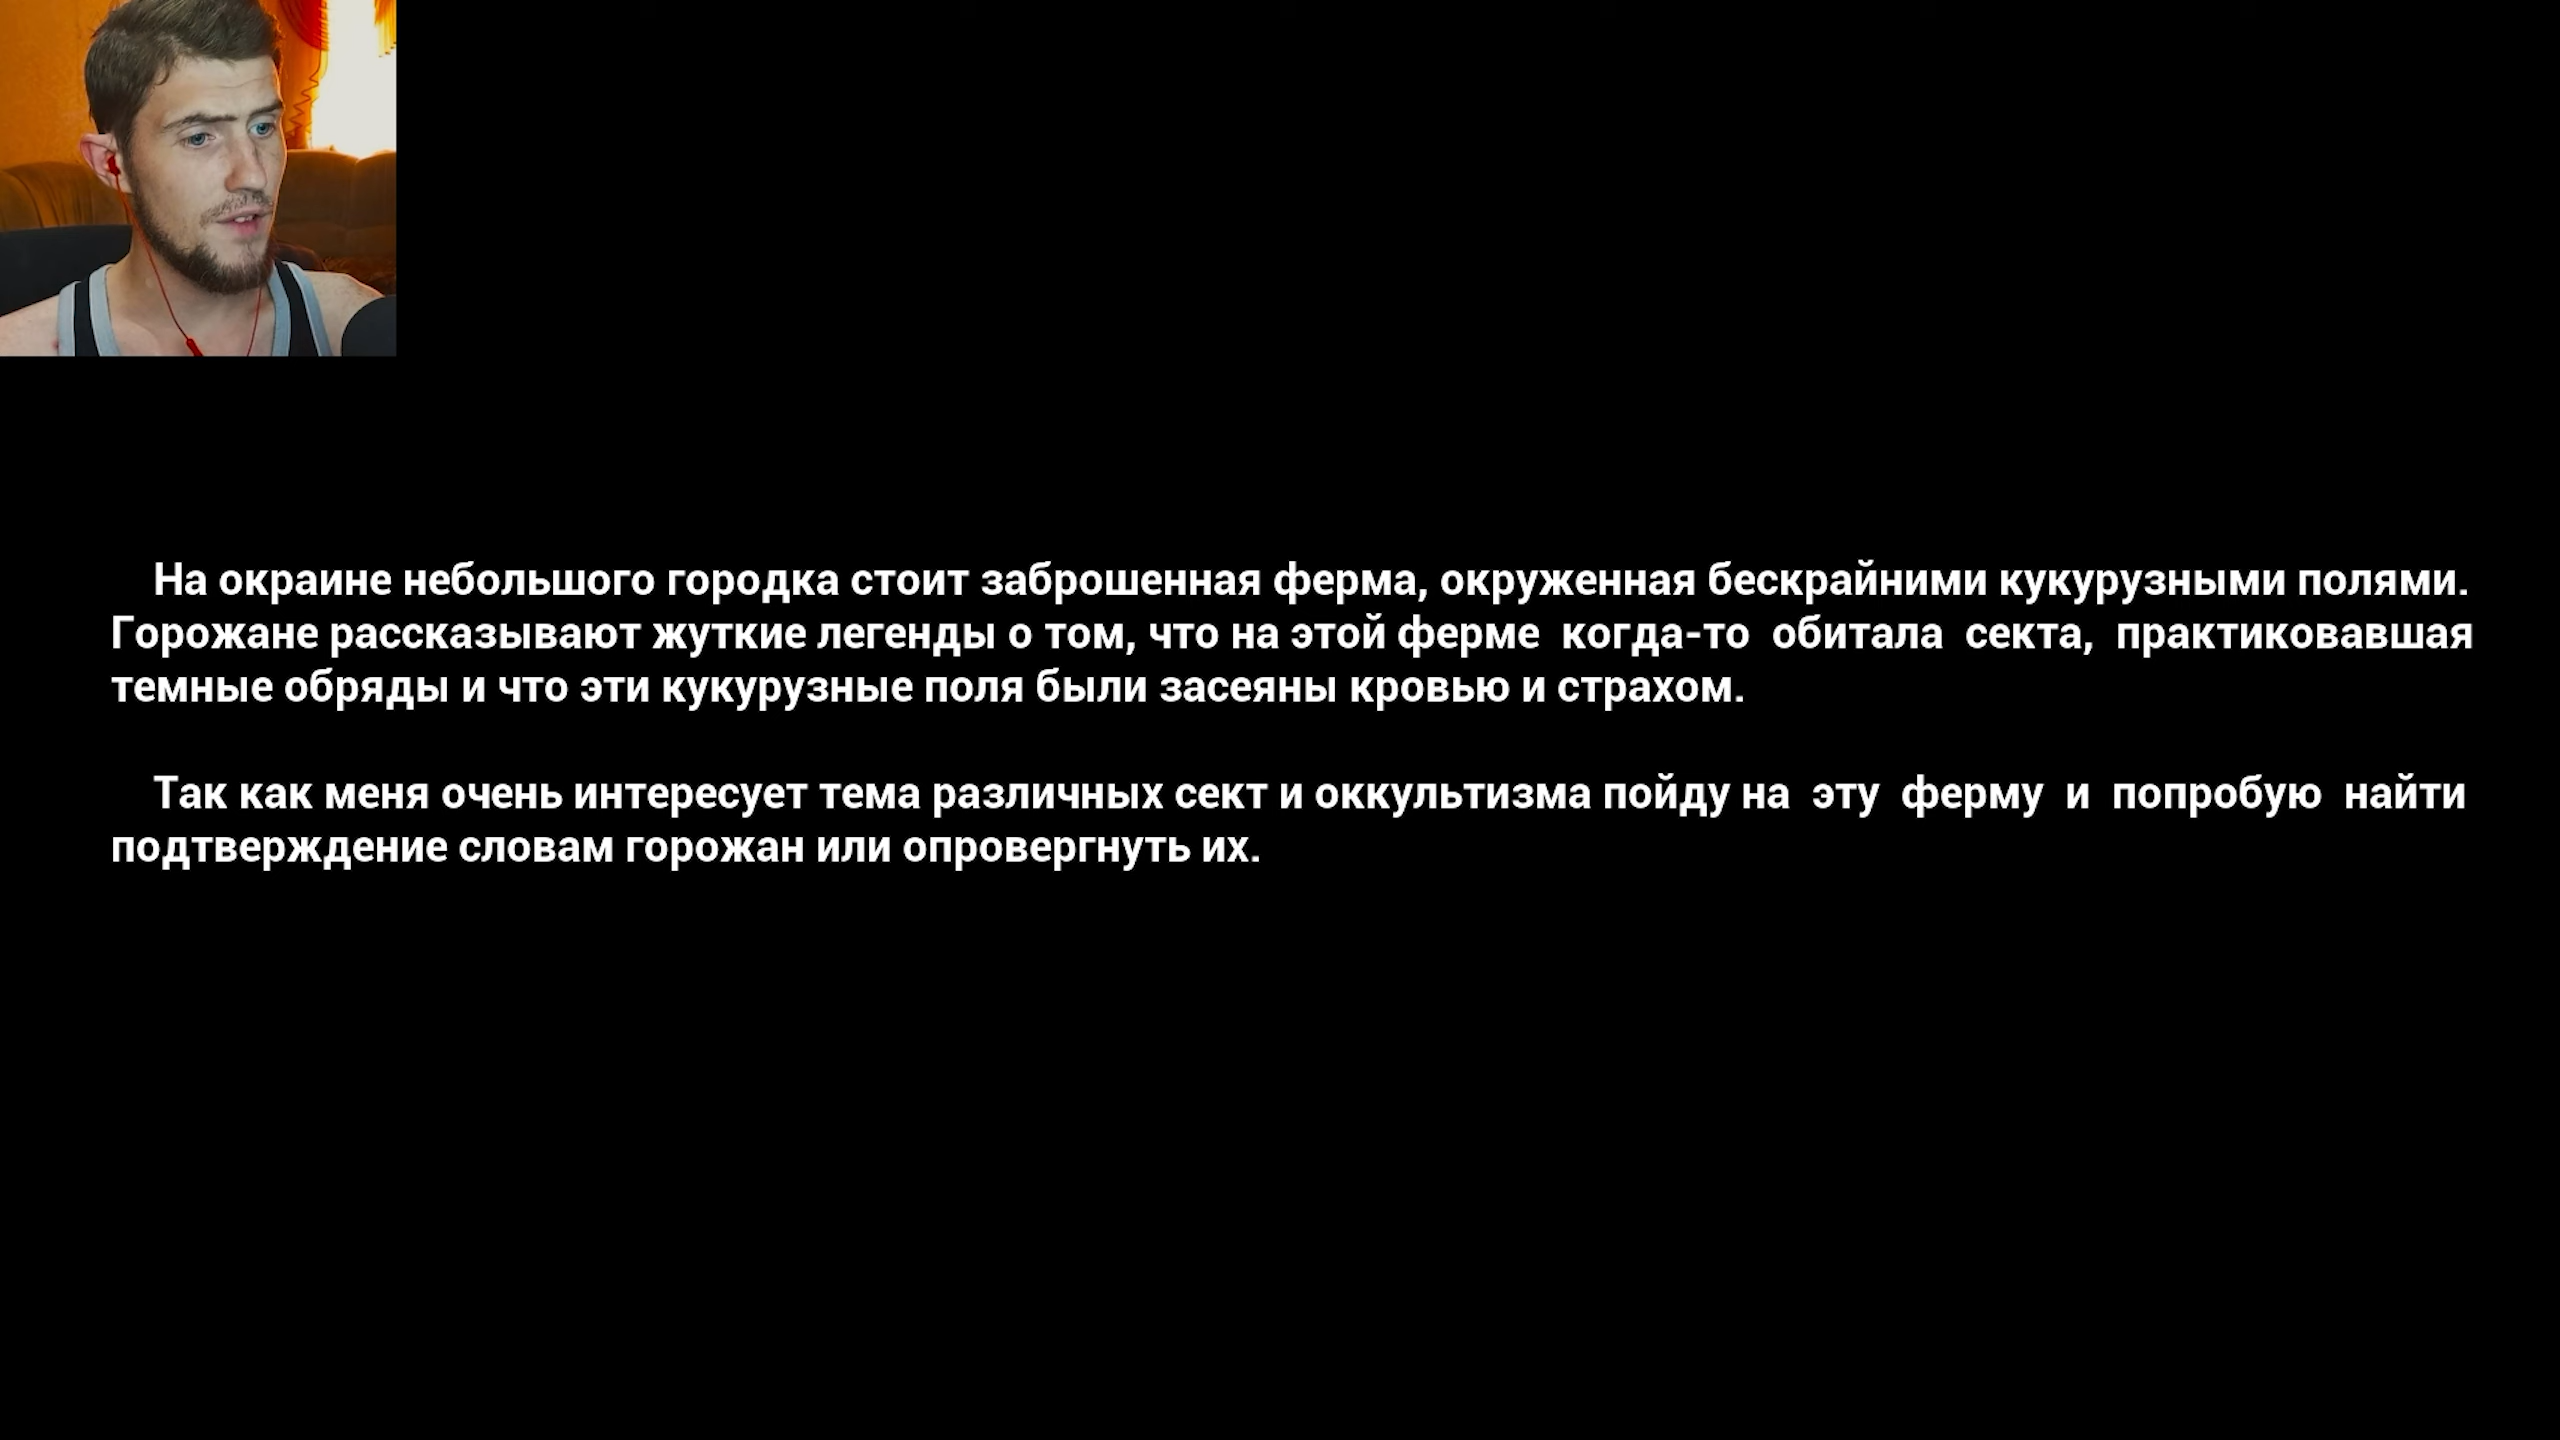 На окраине небольшого городка стоит заброшенная ферма, окруженная бескрайними кукурузными полями.
Горожане рассказывают жуткие легенды о том, что на этой ферме когда-то обитала секта, практиковавшая
темные обряды и что эти кукурузные поля были засеяны кровью и страхом.
Так как меня очень интересует тема различных сект и оккультизма пойду на эту ферму и попробую найти
подтверждение словам горожан или опровергнуть их.